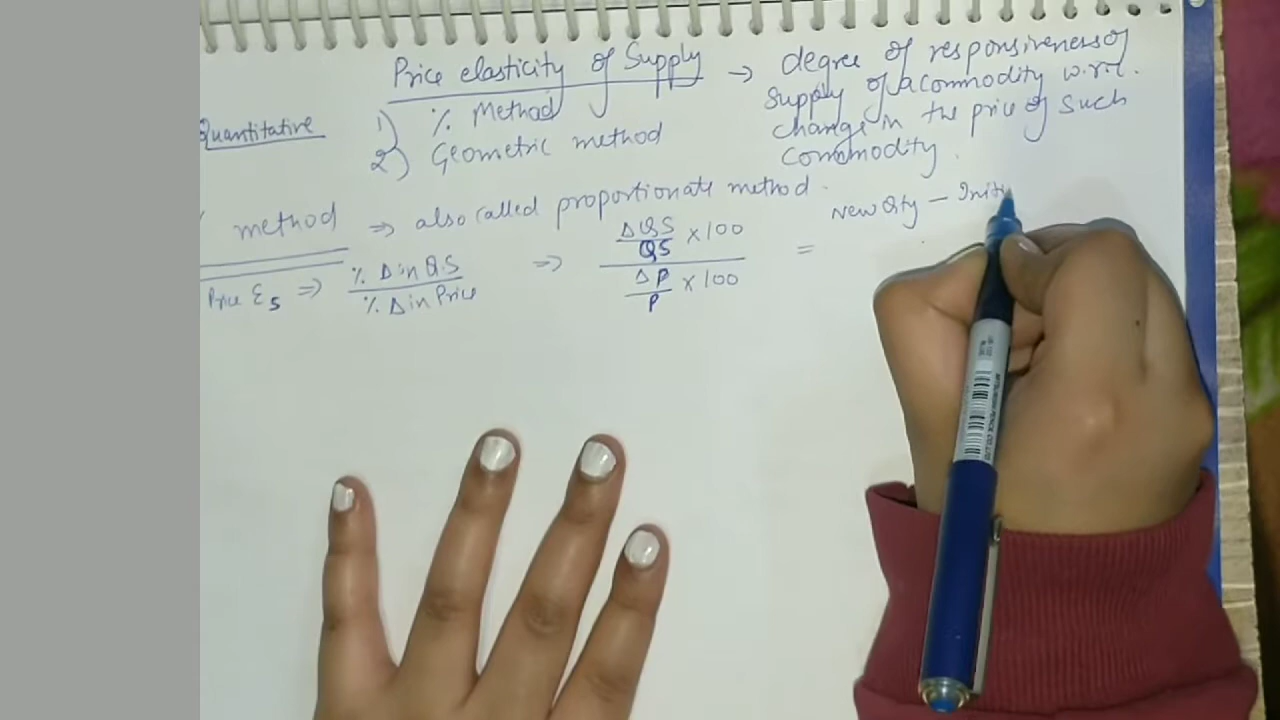 Price elasticity of Supply → degree of responsiveness of
supply of a commodity w.r.t.
change in the price of such
commodity.
Quantitative
1) % Method
2) Geometric method
% method ⇒ also called proportionate method.
Price Es ⇒ % Δ in QS / % Δ in Price ⇒ ΔQS/QS ×100 / ΔP/P ×100 = New Qty – Initi